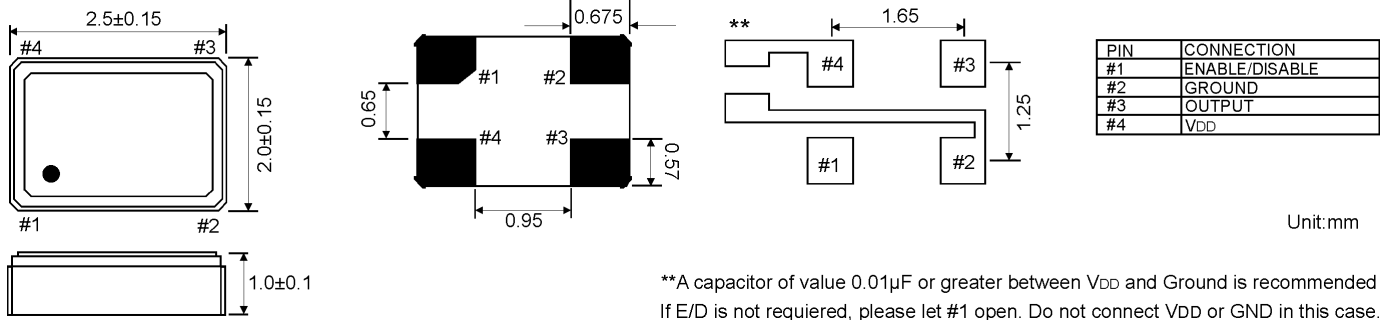 2.5±0.15
#4
#3
2.0±0.15
#1
#2
1.0±0.1
0.675
#1
#2
0.65
#4
#3
0.57
0.95
**
1.65
#4
#3
1.25
#1
#2
PIN CONNECTION
#1 ENABLE/DISABLE
#2 GROUND
#3 OUTPUT
#4 VDD
Unit:mm
**A capacitor of value 0.01µF or greater between VDD and Ground is recommended
If E/D is not requiered, please let #1 open. Do not connect VDD or GND in this case.